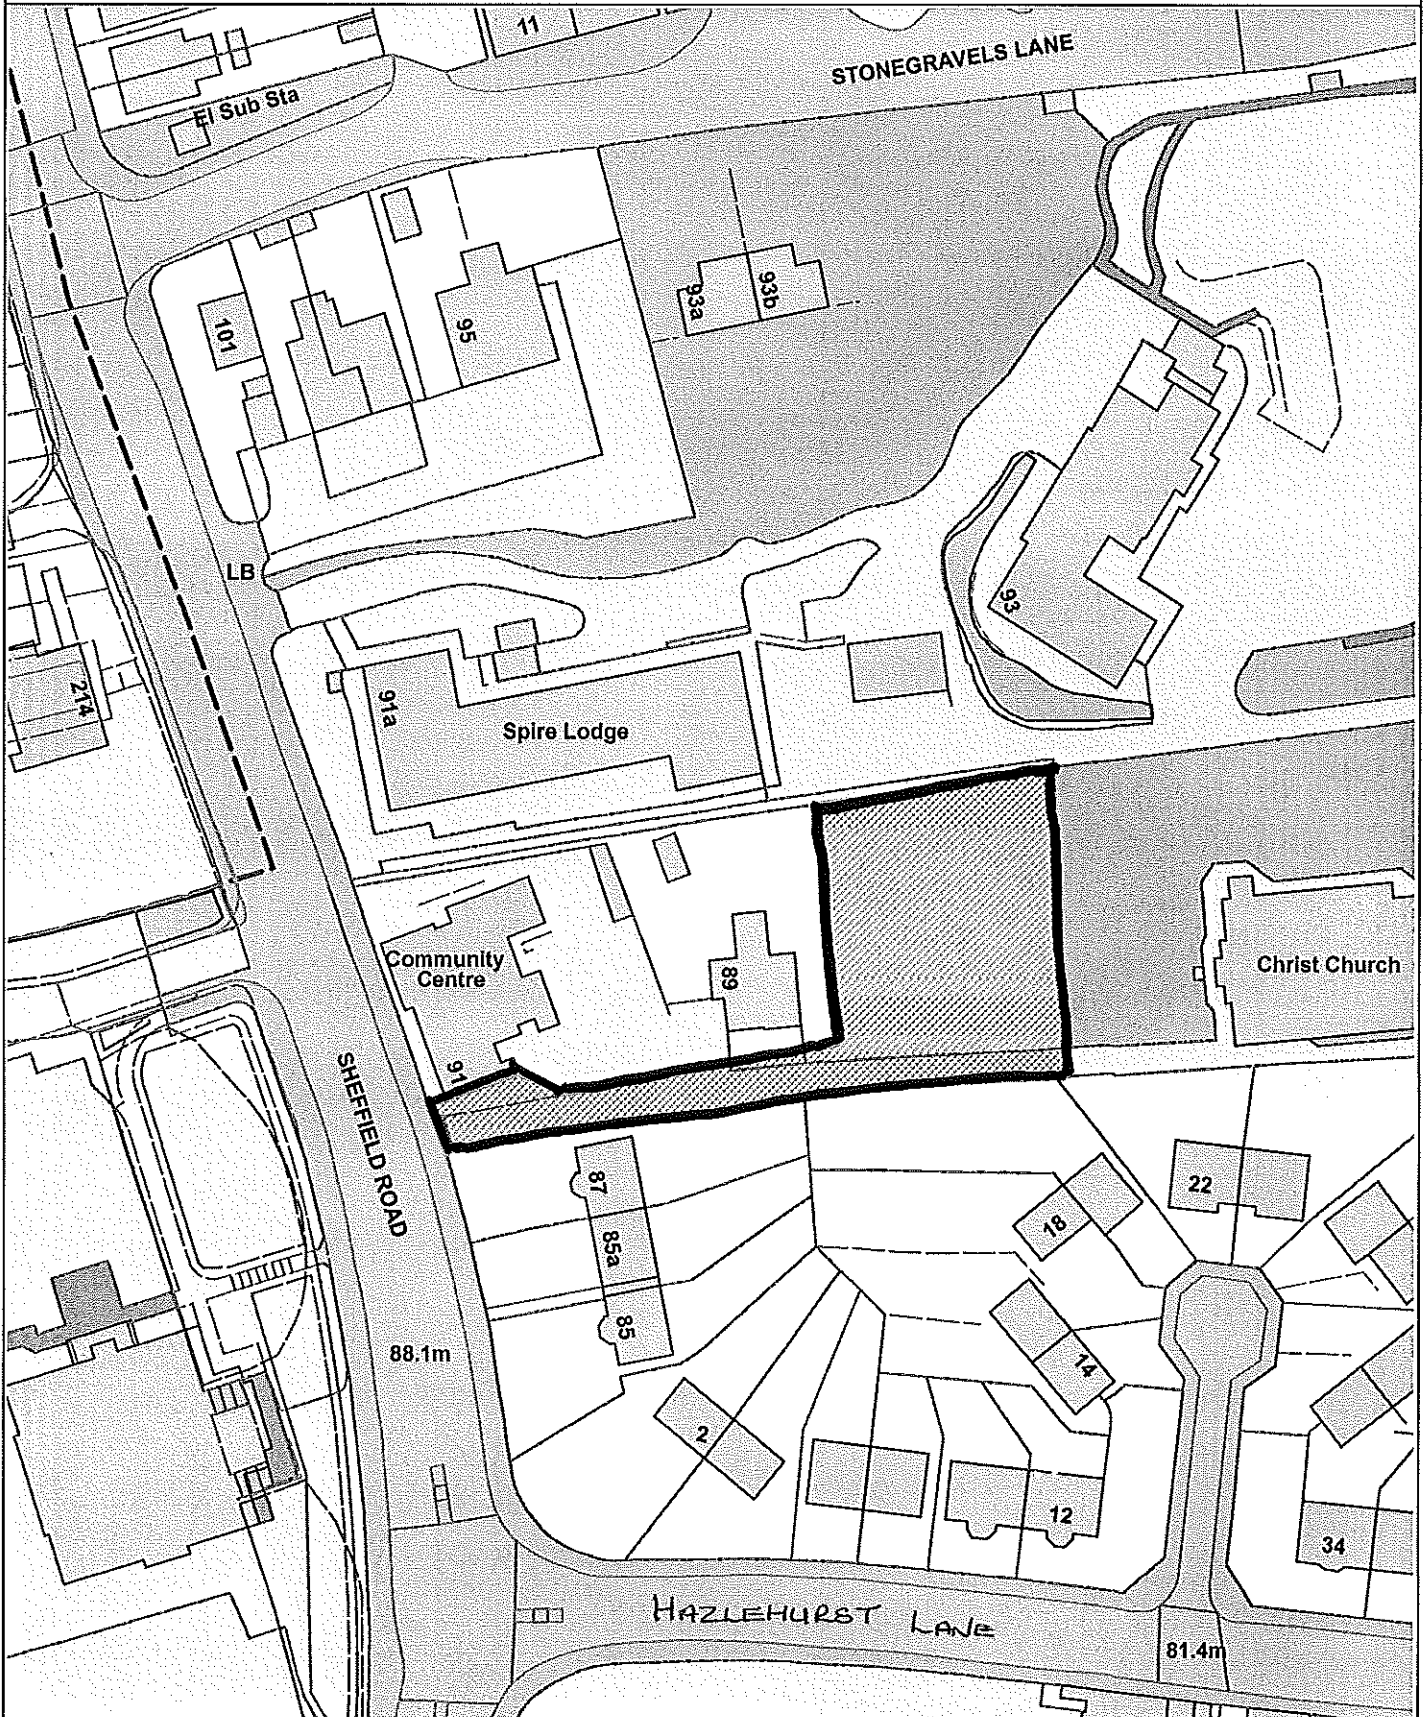 11
STONEGRAVELS LANE
El Sub Sta
101
95
93a
93b
LB
93
214
91a
Spire Lodge
Community
Centre
89
Christ Church
91
SHEFFIELD ROAD
87
85a
85
22
18
14
88.1m
2
12
34
HAZLEHURST LANE
81.4m